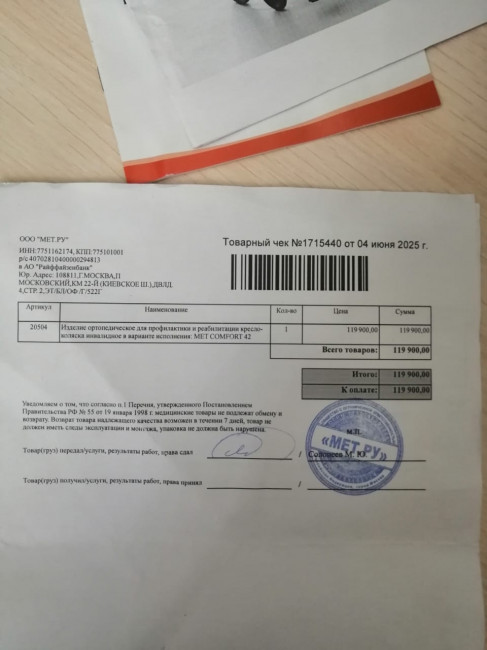 ООО "МЕТ.РУ"
ИНН:7751162174, КПП:775101001
р/с 40702810400000294813
в АО "Райффайзенбанк"
Юр. Адрес: 108811,Г.МОСКВА,П
МОСКОВСКИЙ,КМ 22-Й (КИЕВСКОЕ Ш.),ДВЛД.
4,СТР. 2,ЭТ/БЛ/ОФ /Г/522Г
Товарный чек №1715440 от 04 июня 2025 г.
Артикул Наименование Кол-во Цена Сумма
20504 Изделие ортопедическое для профилактики и реабилитации кресло- 1 119 900,00 119 900,00
коляска инвалидное в варианте исполнения: MET COMFORT 42
Всего товаров: 119 900,00
Итого: 119 900,00
К оплате: 119 900,00
Уведомляем о том, что согласно п.1 Перечня, утвержденного Постановлением
Правительства РФ № 55 от 19 января 1998 г. медицинские товары не подлежат обмену и
возврату. Возврат товара надлежащего качества возможен в течении 7 дней, товар не
должен иметь следы эксплуатации и монтажа, упаковка не должна быть нарушена.
М.П.
«МЕТ.РУ»
Товар(груз) передал/услуги, результаты работ, права сдал / М. Ю.
Товар(груз) получил/услуги, результаты работ, права принял /